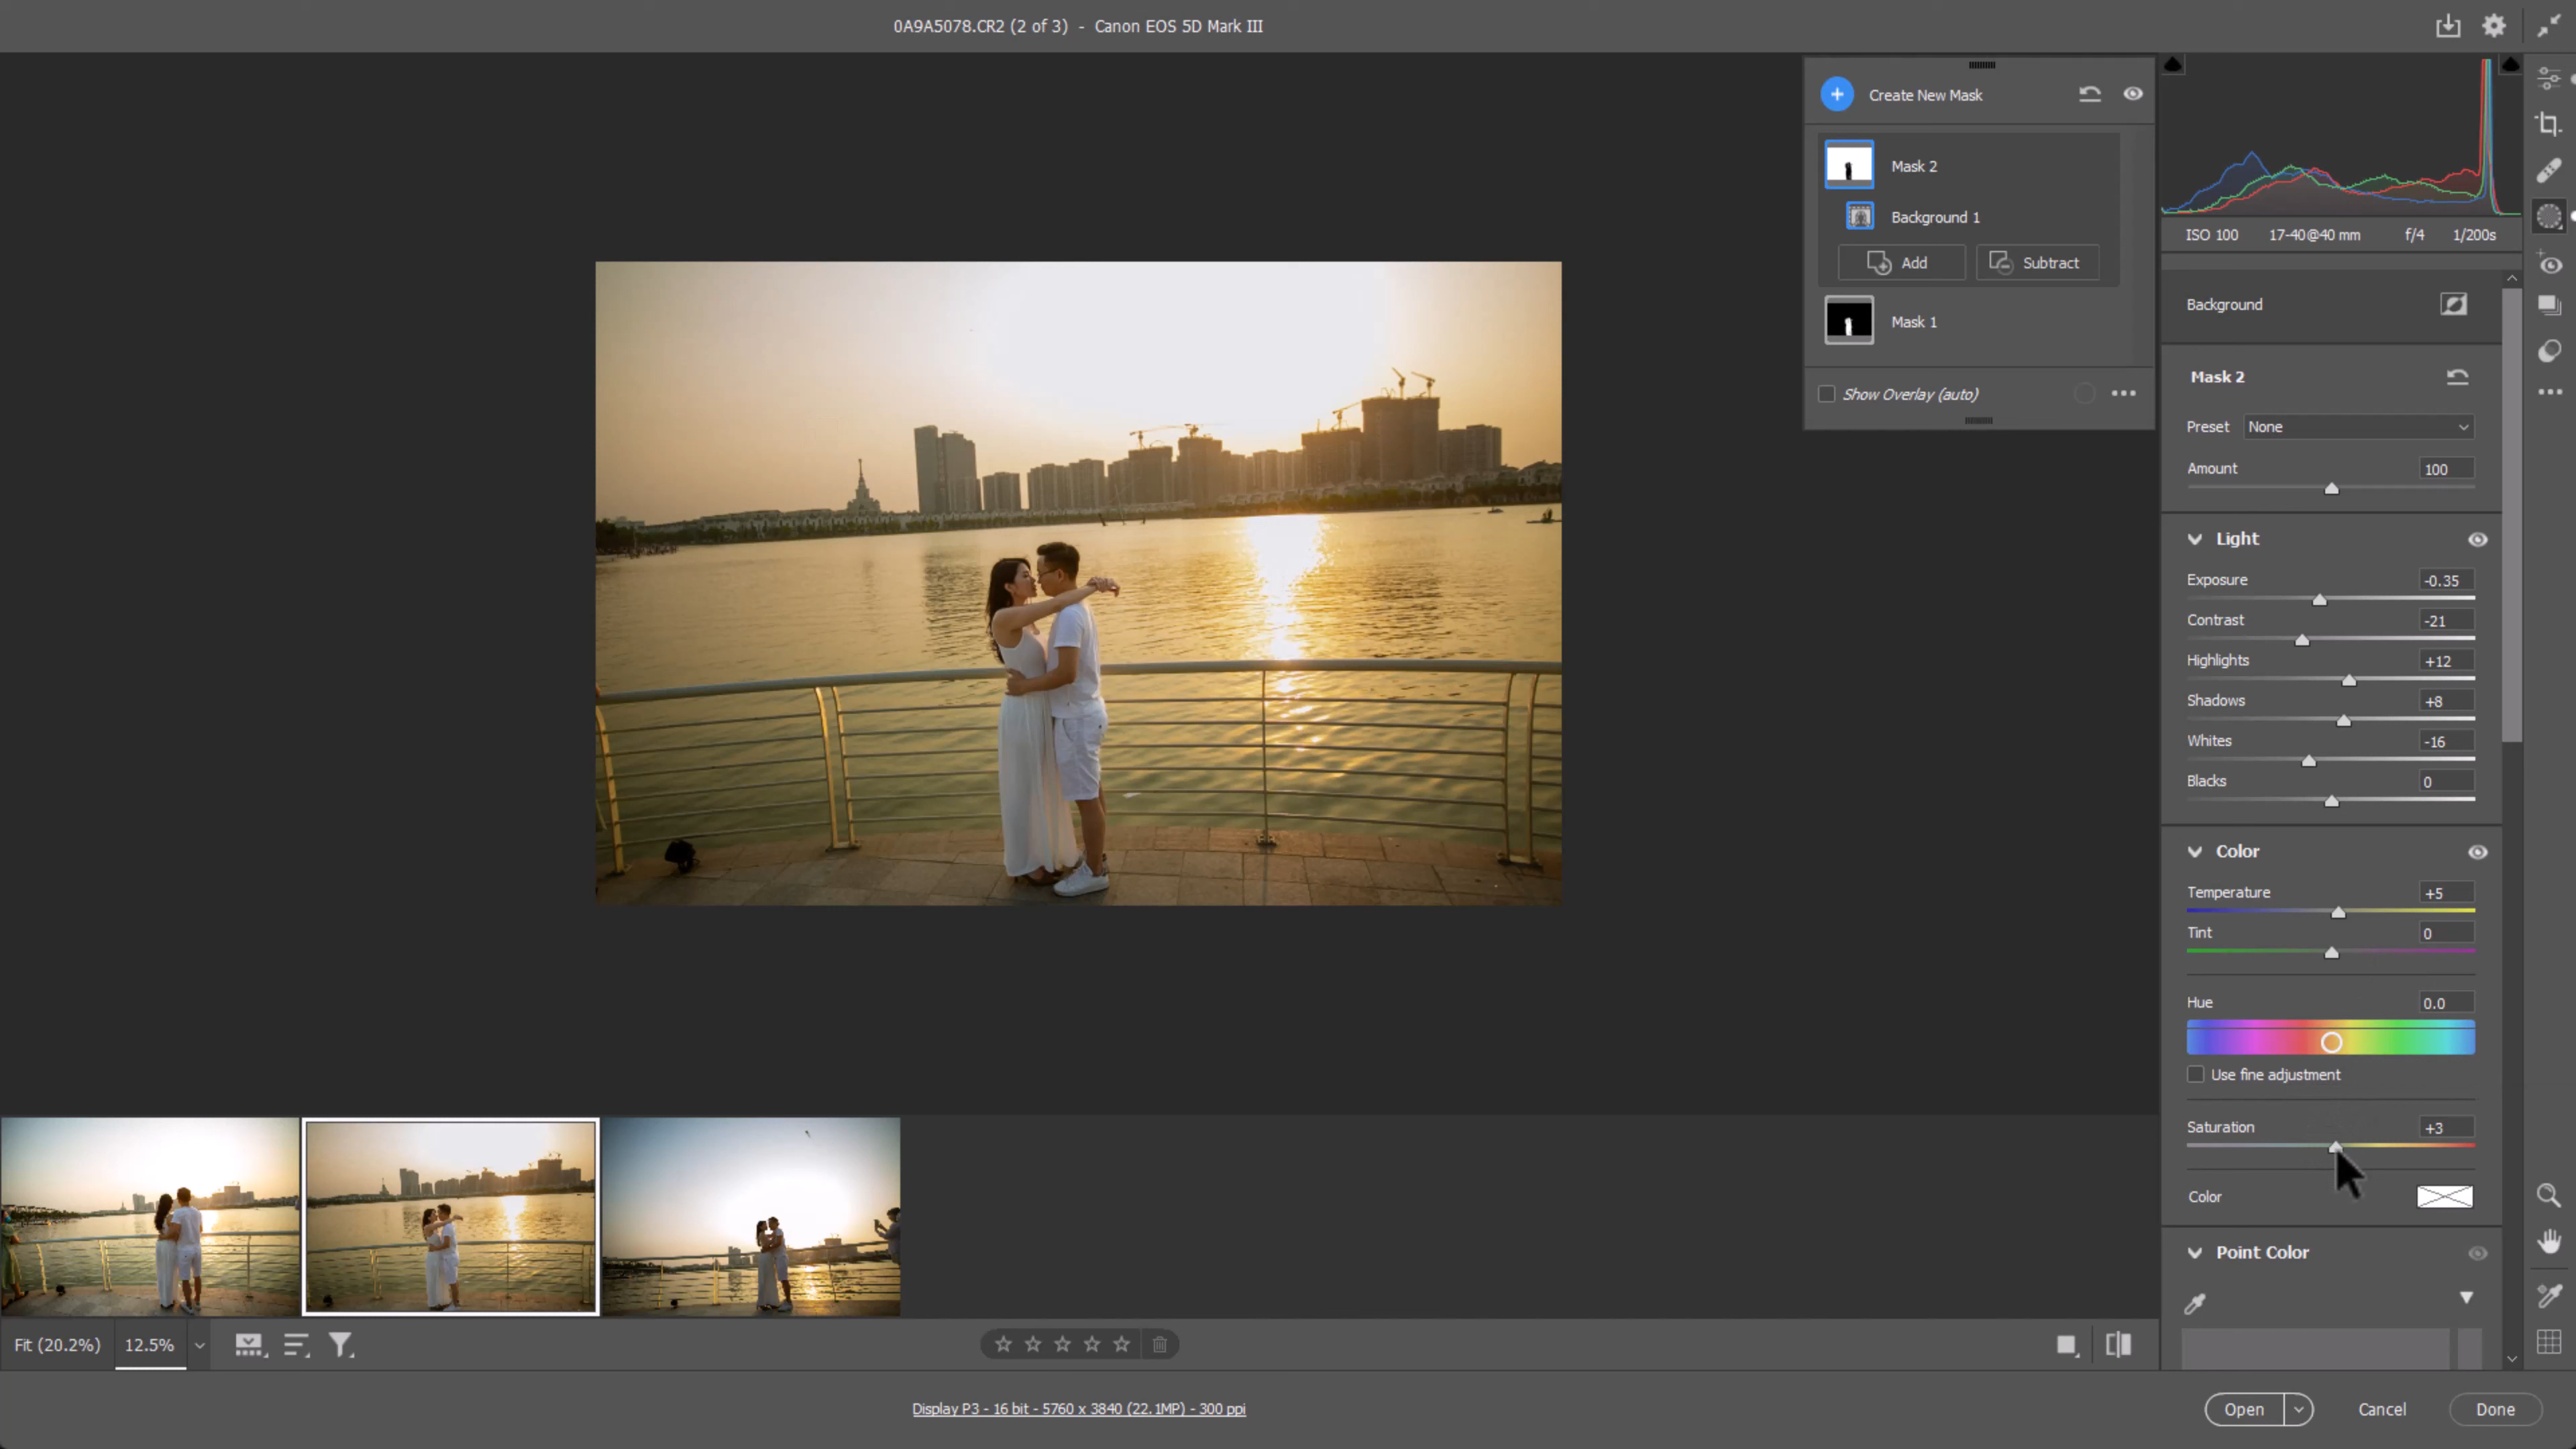 0A9A5078.CR2 (2 of 3) - Canon EOS 5D Mark III
Create New Mask
Mask 2
Background 1
Add Subtract
Mask 1
Show Overlay (auto)
ISO 100 17-40@40 mm f/4 1/200s
Background
Mask 2
Preset None
Amount 100
Light
Exposure -0.35
Contrast -21
Highlights +12
Shadows +8
Whites -16
Blacks 0
Color
Temperature +5
Tint 0
Hue 0.0
Use fine adjustment
Saturation +3
Color
Point Color
Fit (20.2%) 12.5%
Display P3 - 16 bit - 5760 x 3840 (22.1MP) - 300 ppi
Open Cancel Done